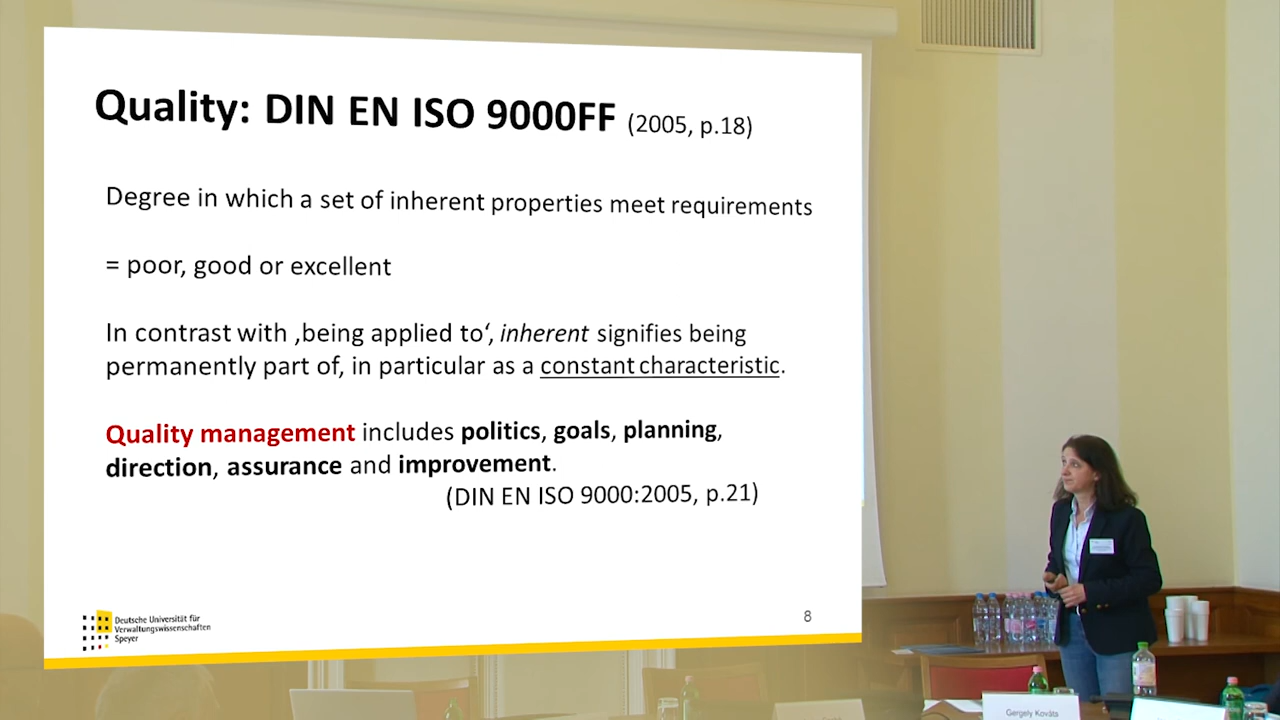 Quality: DIN EN ISO 9000FF (2005, p.18)
Degree in which a set of inherent properties meet requirements
= poor, good or excellent
In contrast with ‚being applied to‘, inherent signifies being
permanently part of, in particular as a constant characteristic.
Quality management includes politics, goals, planning,
direction, assurance and improvement.
(DIN EN ISO 9000:2005, p.21)
Deutsche Universität für
Verwaltungswissenschaften
Speyer
8
Gergely Kováts